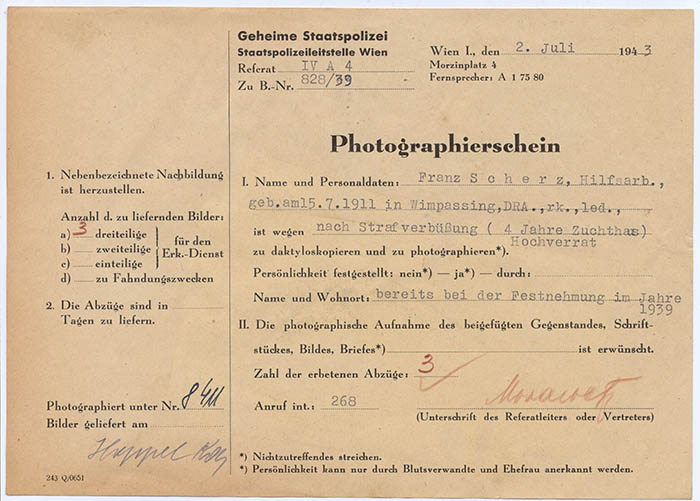 Geheime Staatspolizei
Staatspolizeileitstelle Wien
Referat IV A 4
Zu B.-Nr. 828/39
Wien I., den 2. Juli 1943
Morzinplatz 4
Fernsprecher: A 1 75 80
Photographierschein
1. Nebenbezeichnete Nachbildung
ist herzustellen.
Anzahl d. zu liefernden Bilder:
a) 3 dreiteilige
b) zweiteilige
c) einteilige
für den
Erk.-Dienst
d) zu Fahndungszwecken
2. Die Abzüge sind in
Tagen zu liefern.
Photographiert unter Nr. 8411
Bilder geliefert am
243 Q/0651
I. Name und Personaldaten: Franz Scherz, Hilfsarb.,
geb.am15.7.1911 in Wimpassing,DRA.,rk.,led.,
ist wegen nach Strafverbüßung ( 4 Jahre Zuchthas)
Hochverrat
zu daktyloskopieren und zu photographieren*).
Persönlichkeit festgestellt: nein*) — ja*) — durch:
Name und Wohnort: bereits bei der Festnehmung im Jahre
1939
II. Die photographische Aufnahme des beigefügten Gegenstandes, Schrift-
stückes, Bildes, Briefes*) ist erwünscht.
Zahl der erbetenen Abzüge: 3
Anruf int.: 268
(Unterschrift des Referatleiters oder Vertreters)
*) Nichtzutreffendes streichen.
*) Persönlichkeit kann nur durch Blutsverwandte und Ehefrau anerkannt werden.